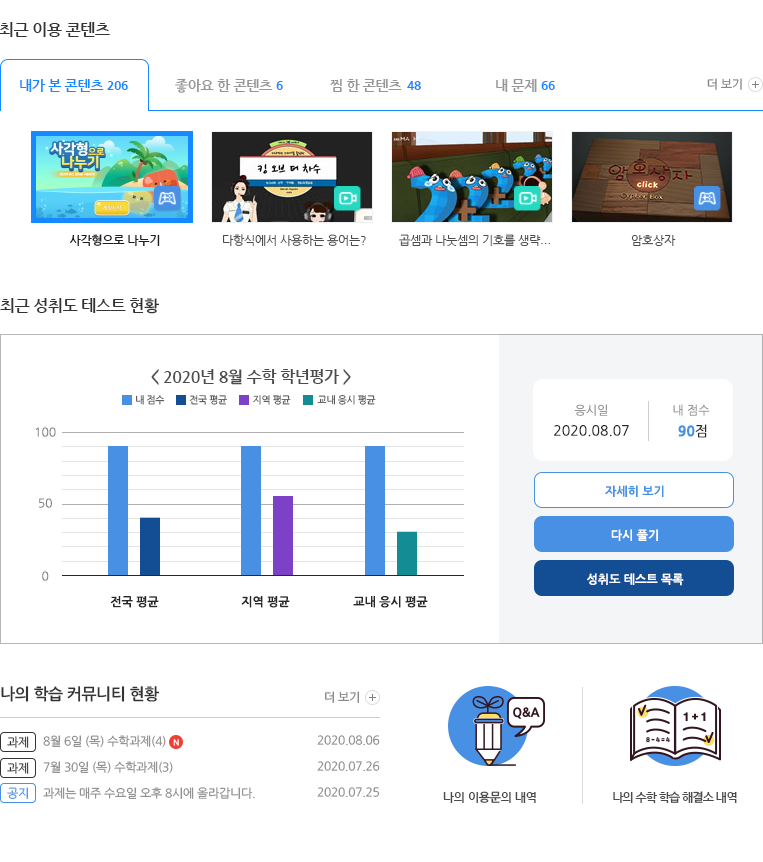 최근 이용 콘텐츠
내가 본 콘텐츠 206
좋아요 한 콘텐츠 6
찜 한 콘텐츠 48
내 문제 66
더 보기
사각형으로
나누기
킹 오브 더 차수
암호상자
click
Cypher Box
사각형으로 나누기
다항식에서 사용하는 용어는?
곱셈과 나눗셈의 기호를 생략...
암호상자
최근 성취도 테스트 현황
< 2020년 8월 수학 학년평가 >
내 점수 전국 평균 지역 평균 교내 응시 평균
100
50
0
전국 평균
지역 평균
교내 응시 평균
응시일
2020.08.07
내 점수
90점
자세히 보기
다시 풀기
성취도 테스트 목록
나의 학습 커뮤니티 현황
더 보기
과제 8월 6일 (목) 수학과제(4) N 2020.08.06
과제 7월 30일 (목) 수학과제(3) 2020.07.26
공지 과제는 매주 수요일 오후 8시에 올라갑니다. 2020.07.25
Q&A
나의 이용문의 내역
1+1
8-4=4
나의 수학 학습 해결소 내역